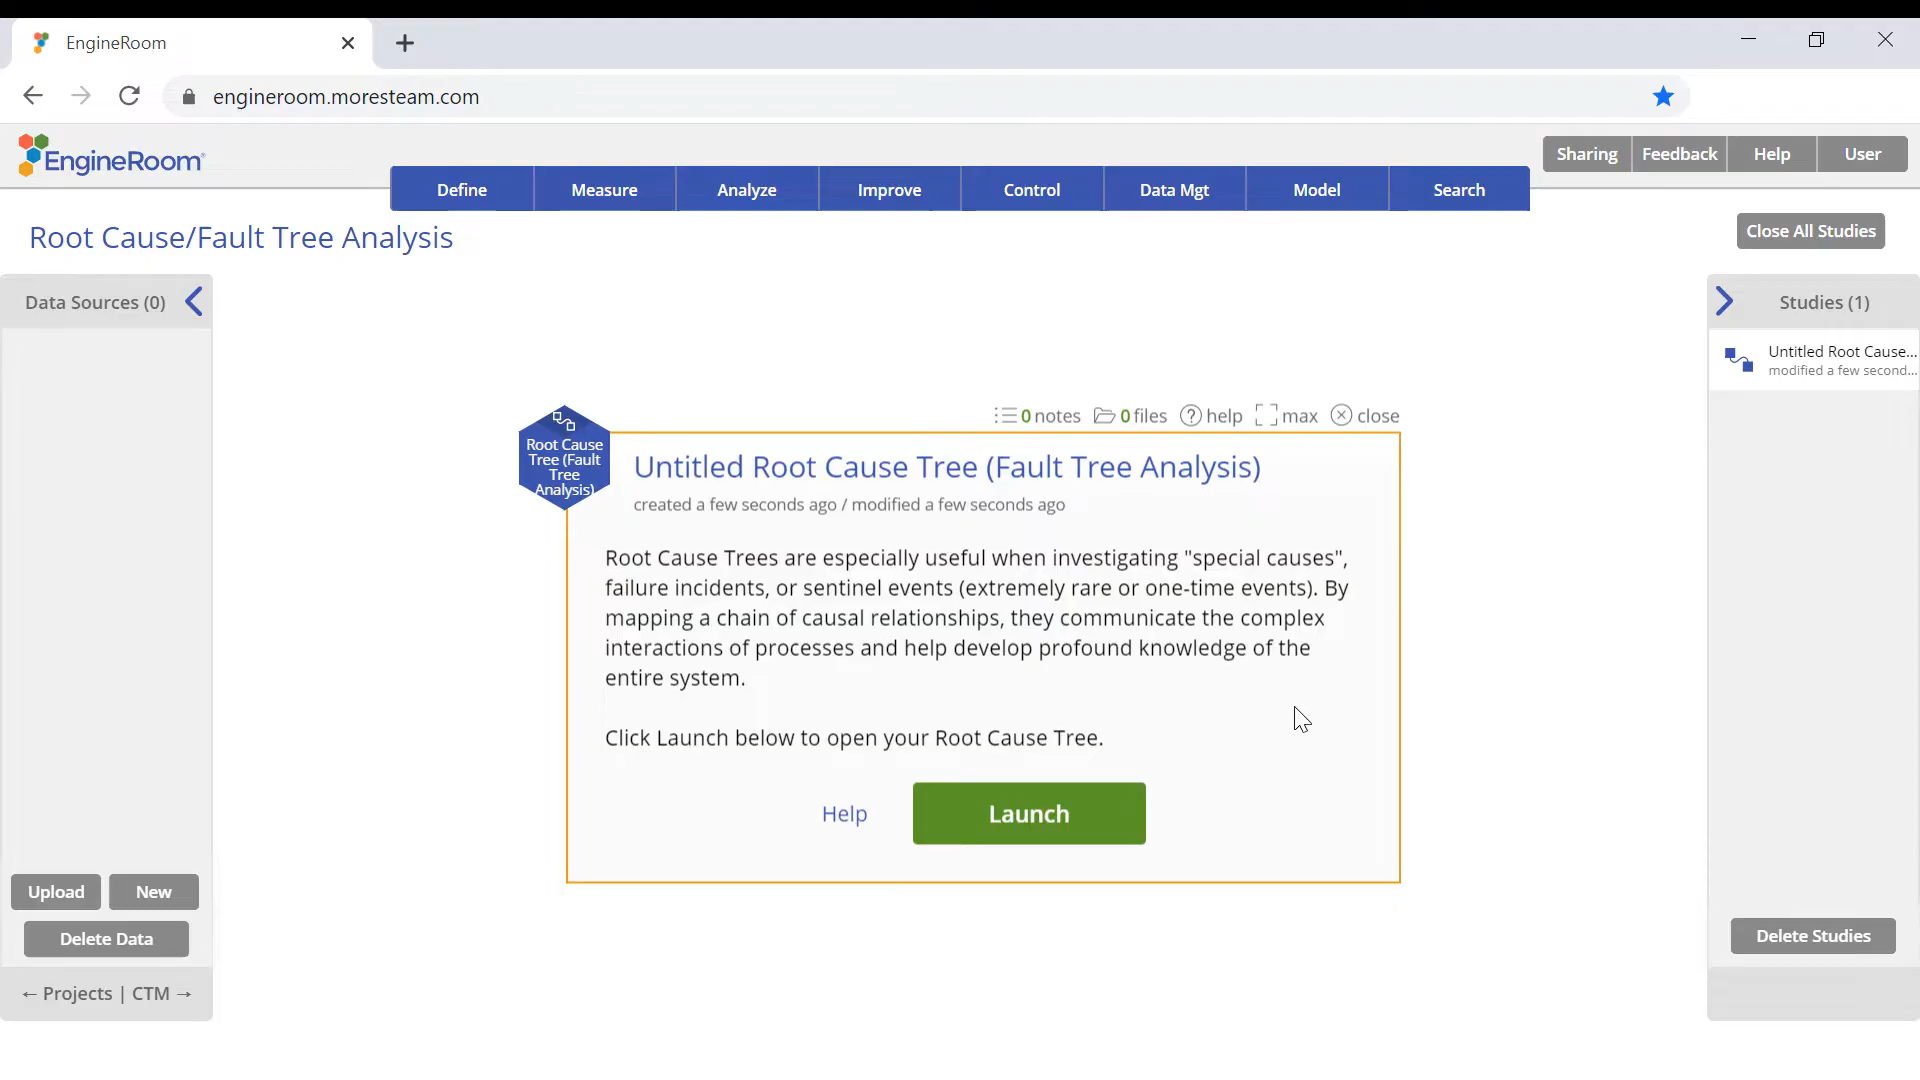 EngineRoom
engineroom.moresteam.com
EngineRoom
Sharing Feedback Help User
Define Measure Analyze Improve Control Data Mgt Model Search
Root Cause/Fault Tree Analysis
Close All Studies
Data Sources (0)
Studies (1)
Untitled Root Cause...
modified a few second...
0 notes 0 files help max close
Root Cause
Tree (Fault
Tree
Analysis)
Untitled Root Cause Tree (Fault Tree Analysis)
created a few seconds ago / modified a few seconds ago
Root Cause Trees are especially useful when investigating "special causes",
failure incidents, or sentinel events (extremely rare or one-time events). By
mapping a chain of causal relationships, they communicate the complex
interactions of processes and help develop profound knowledge of the
entire system.
Click Launch below to open your Root Cause Tree.
Help Launch
Upload New
Delete Data
Delete Studies
← Projects | CTM →